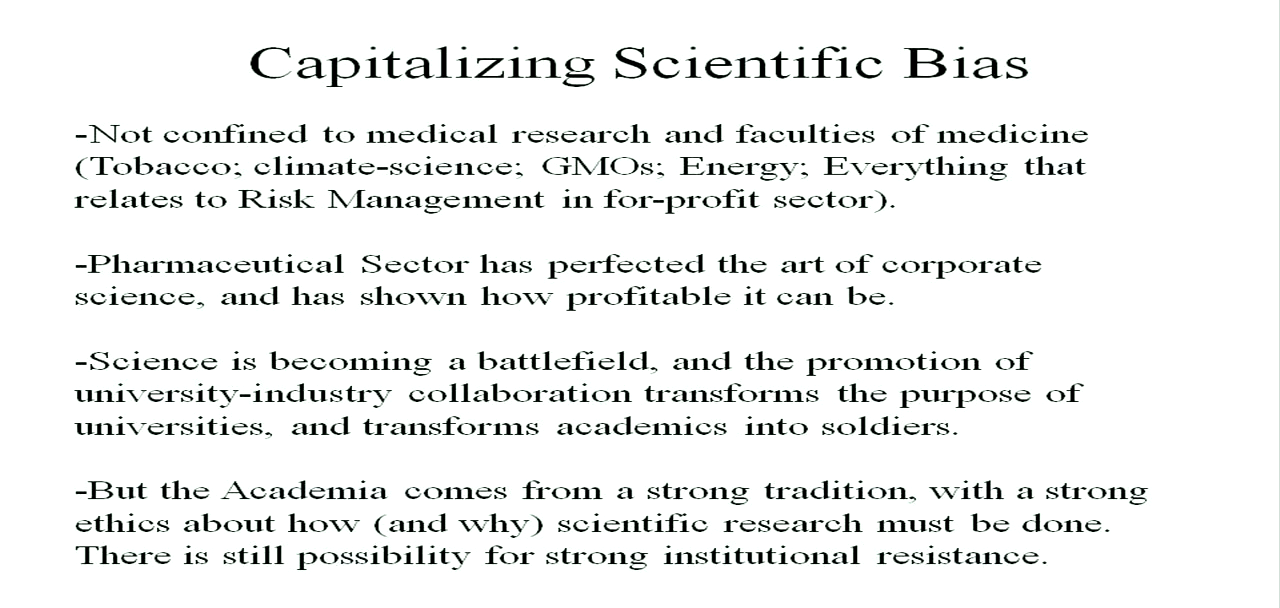 Capitalizing Scientific Bias
-Not confined to medical research and faculties of medicine
(Tobacco; climate-science; GMOs; Energy; Everything that
relates to Risk Management in for-profit sector).
-Pharmaceutical Sector has perfected the art of corporate
science, and has shown how profitable it can be.
-Science is becoming a battlefield, and the promotion of
university-industry collaboration transforms the purpose of
universities, and transforms academics into soldiers.
-But the Academia comes from a strong tradition, with a strong
ethics about how (and why) scientific research must be done.
There is still possibility for strong institutional resistance.